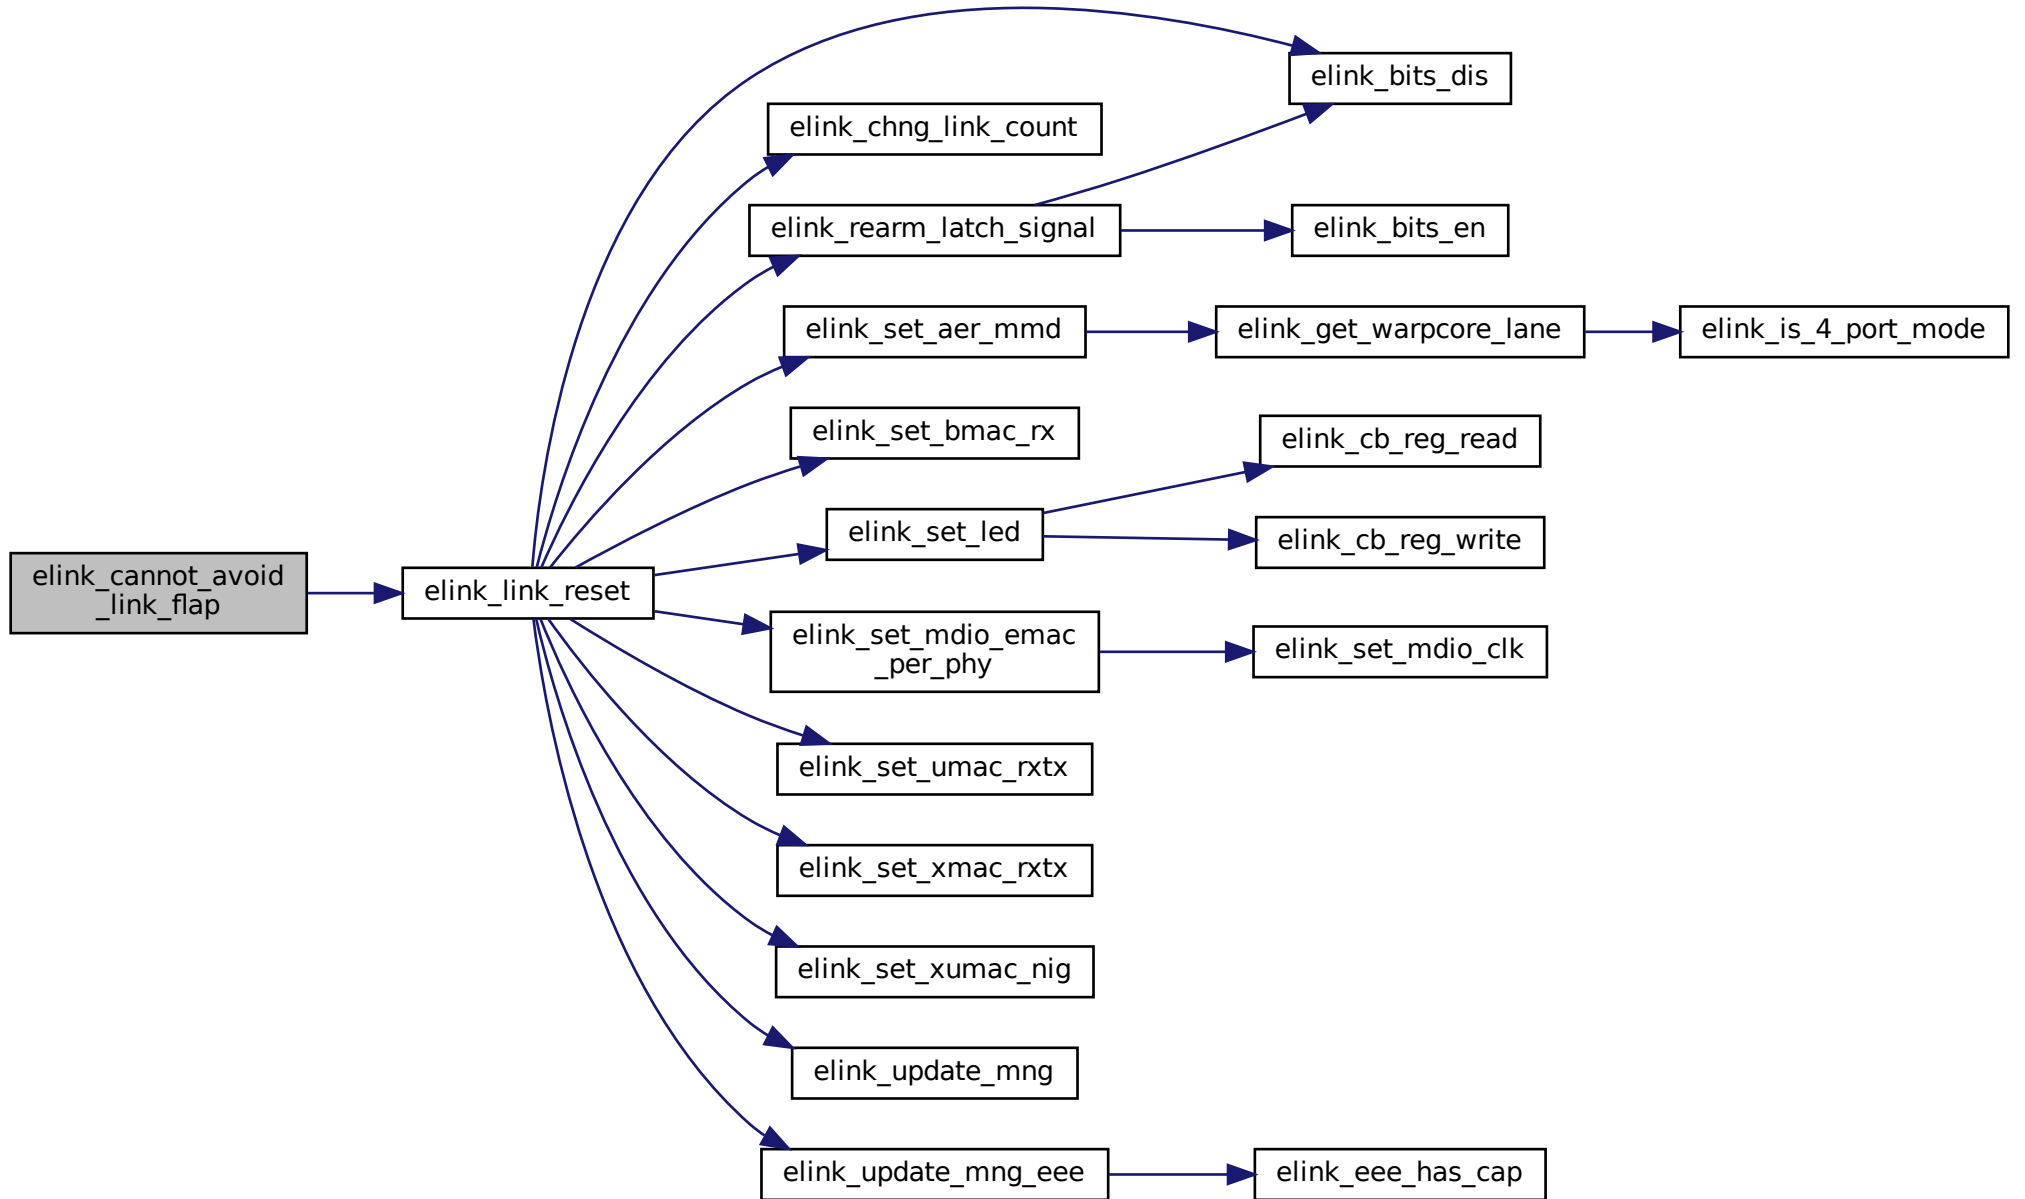 elink_cannot_avoid
_link_flap
elink_link_reset
elink_bits_dis
elink_chng_link_count
elink_rearm_latch_signal
elink_bits_en
elink_set_aer_mmd
elink_get_warpcore_lane
elink_is_4_port_mode
elink_set_bmac_rx
elink_set_led
elink_cb_reg_read
elink_cb_reg_write
elink_set_mdio_emac
_per_phy
elink_set_mdio_clk
elink_set_umac_rxtx
elink_set_xmac_rxtx
elink_set_xumac_nig
elink_update_mng
elink_update_mng_eee
elink_eee_has_cap